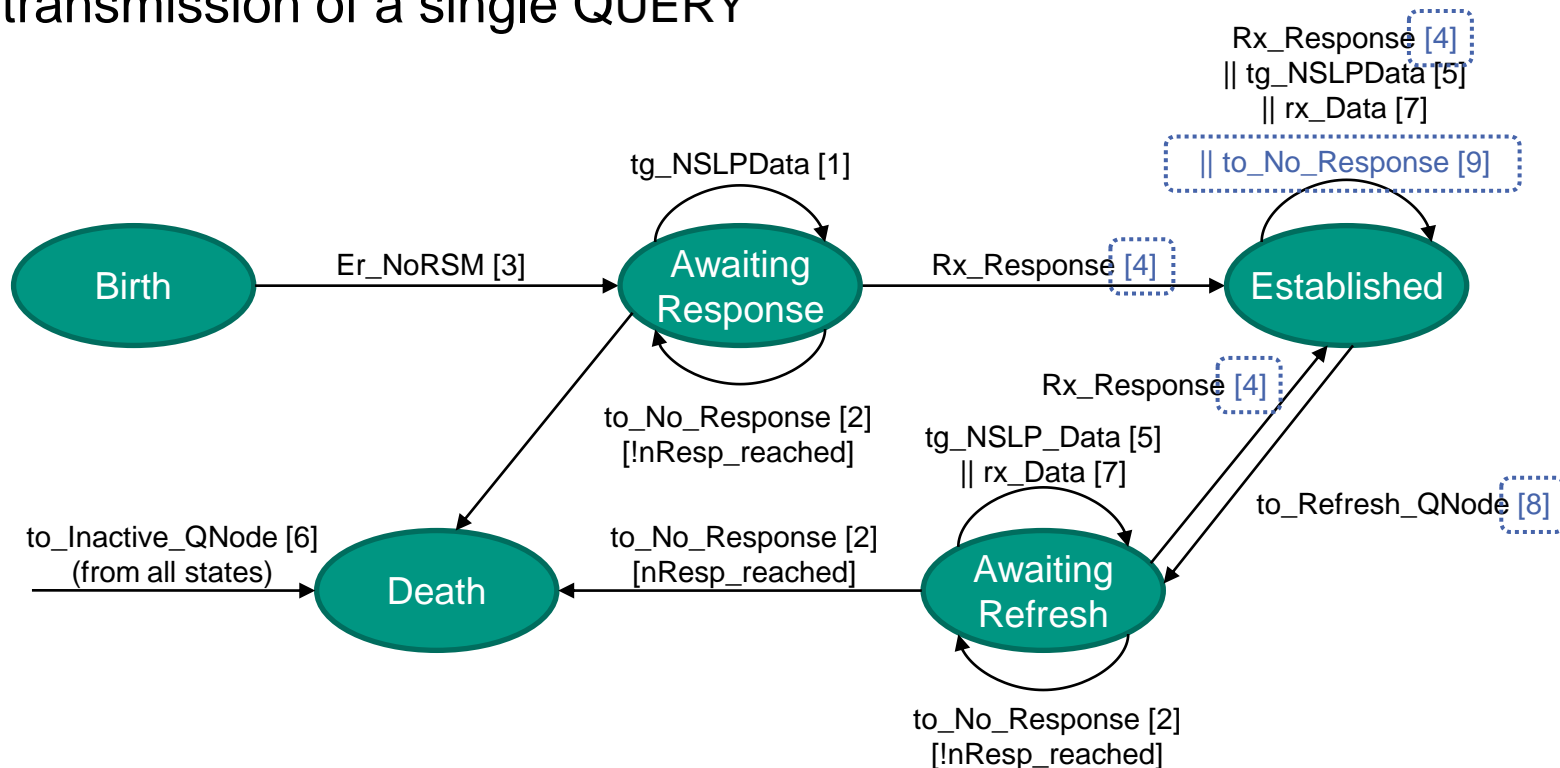 transmission of a single QUERY
Rx_Response [4]
|| tg_NSLPData [5]
|| rx_Data [7]
|| to_No_Response [9]
tg_NSLPData [1]
Birth
Er_NoRSM [3]
Awaiting
Response
Rx_Response [4]
Established
to_No_Response [2]
[!nResp_reached]
Rx_Response [4]
tg_NSLP_Data [5]
|| rx_Data [7]
to_Refresh_QNode [8]
to_Inactive_QNode [6]
(from all states)
Death
to_No_Response [2]
[nResp_reached]
Awaiting
Refresh
to_No_Response [2]
[!nResp_reached]